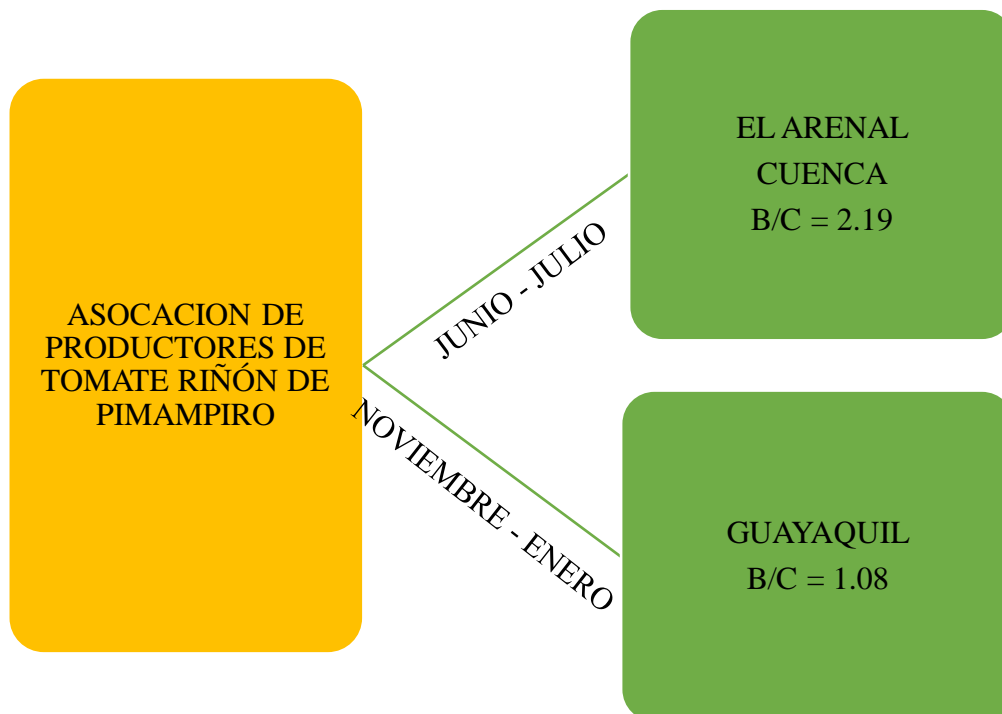 ASOCACION DE
PRODUCTORES DE
TOMATE RIÑÓN DE
PIMAMPIRO
JUNIO - JULIO
NOVIEMBRE - ENERO
EL ARENAL
CUENCA
B/C = 2.19
GUAYAQUIL
B/C = 1.08